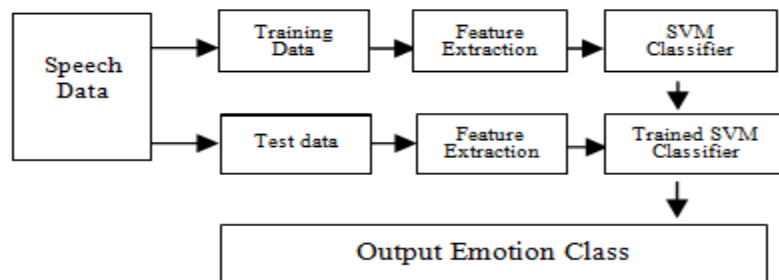 Speech
Data
Training
Data
Feature
Extraction
SVM
Classifier
Test data
Feature
Extraction
Trained SVM
Classifier
Output Emotion Class